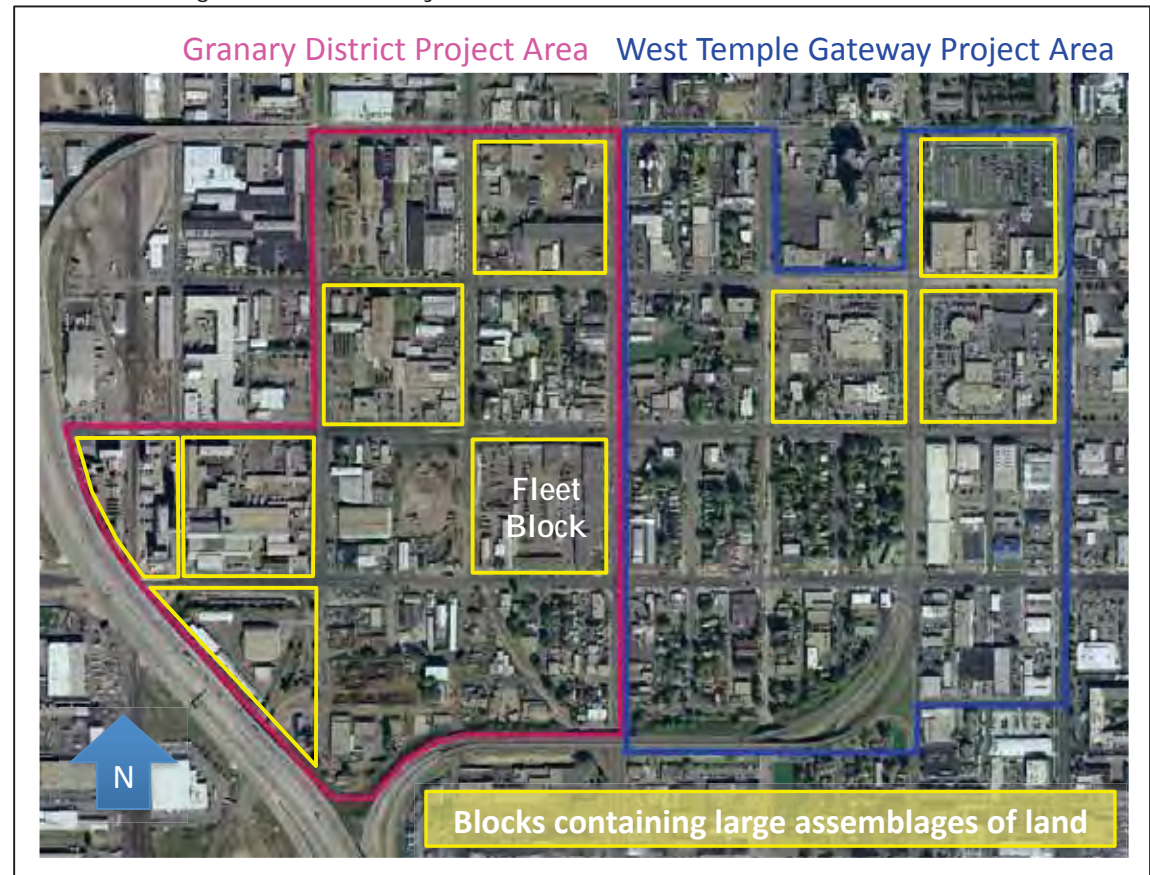 Granary District Project Area West Temple Gateway Project Area
Fleet
Block
N
Blocks containing large assemblages of land